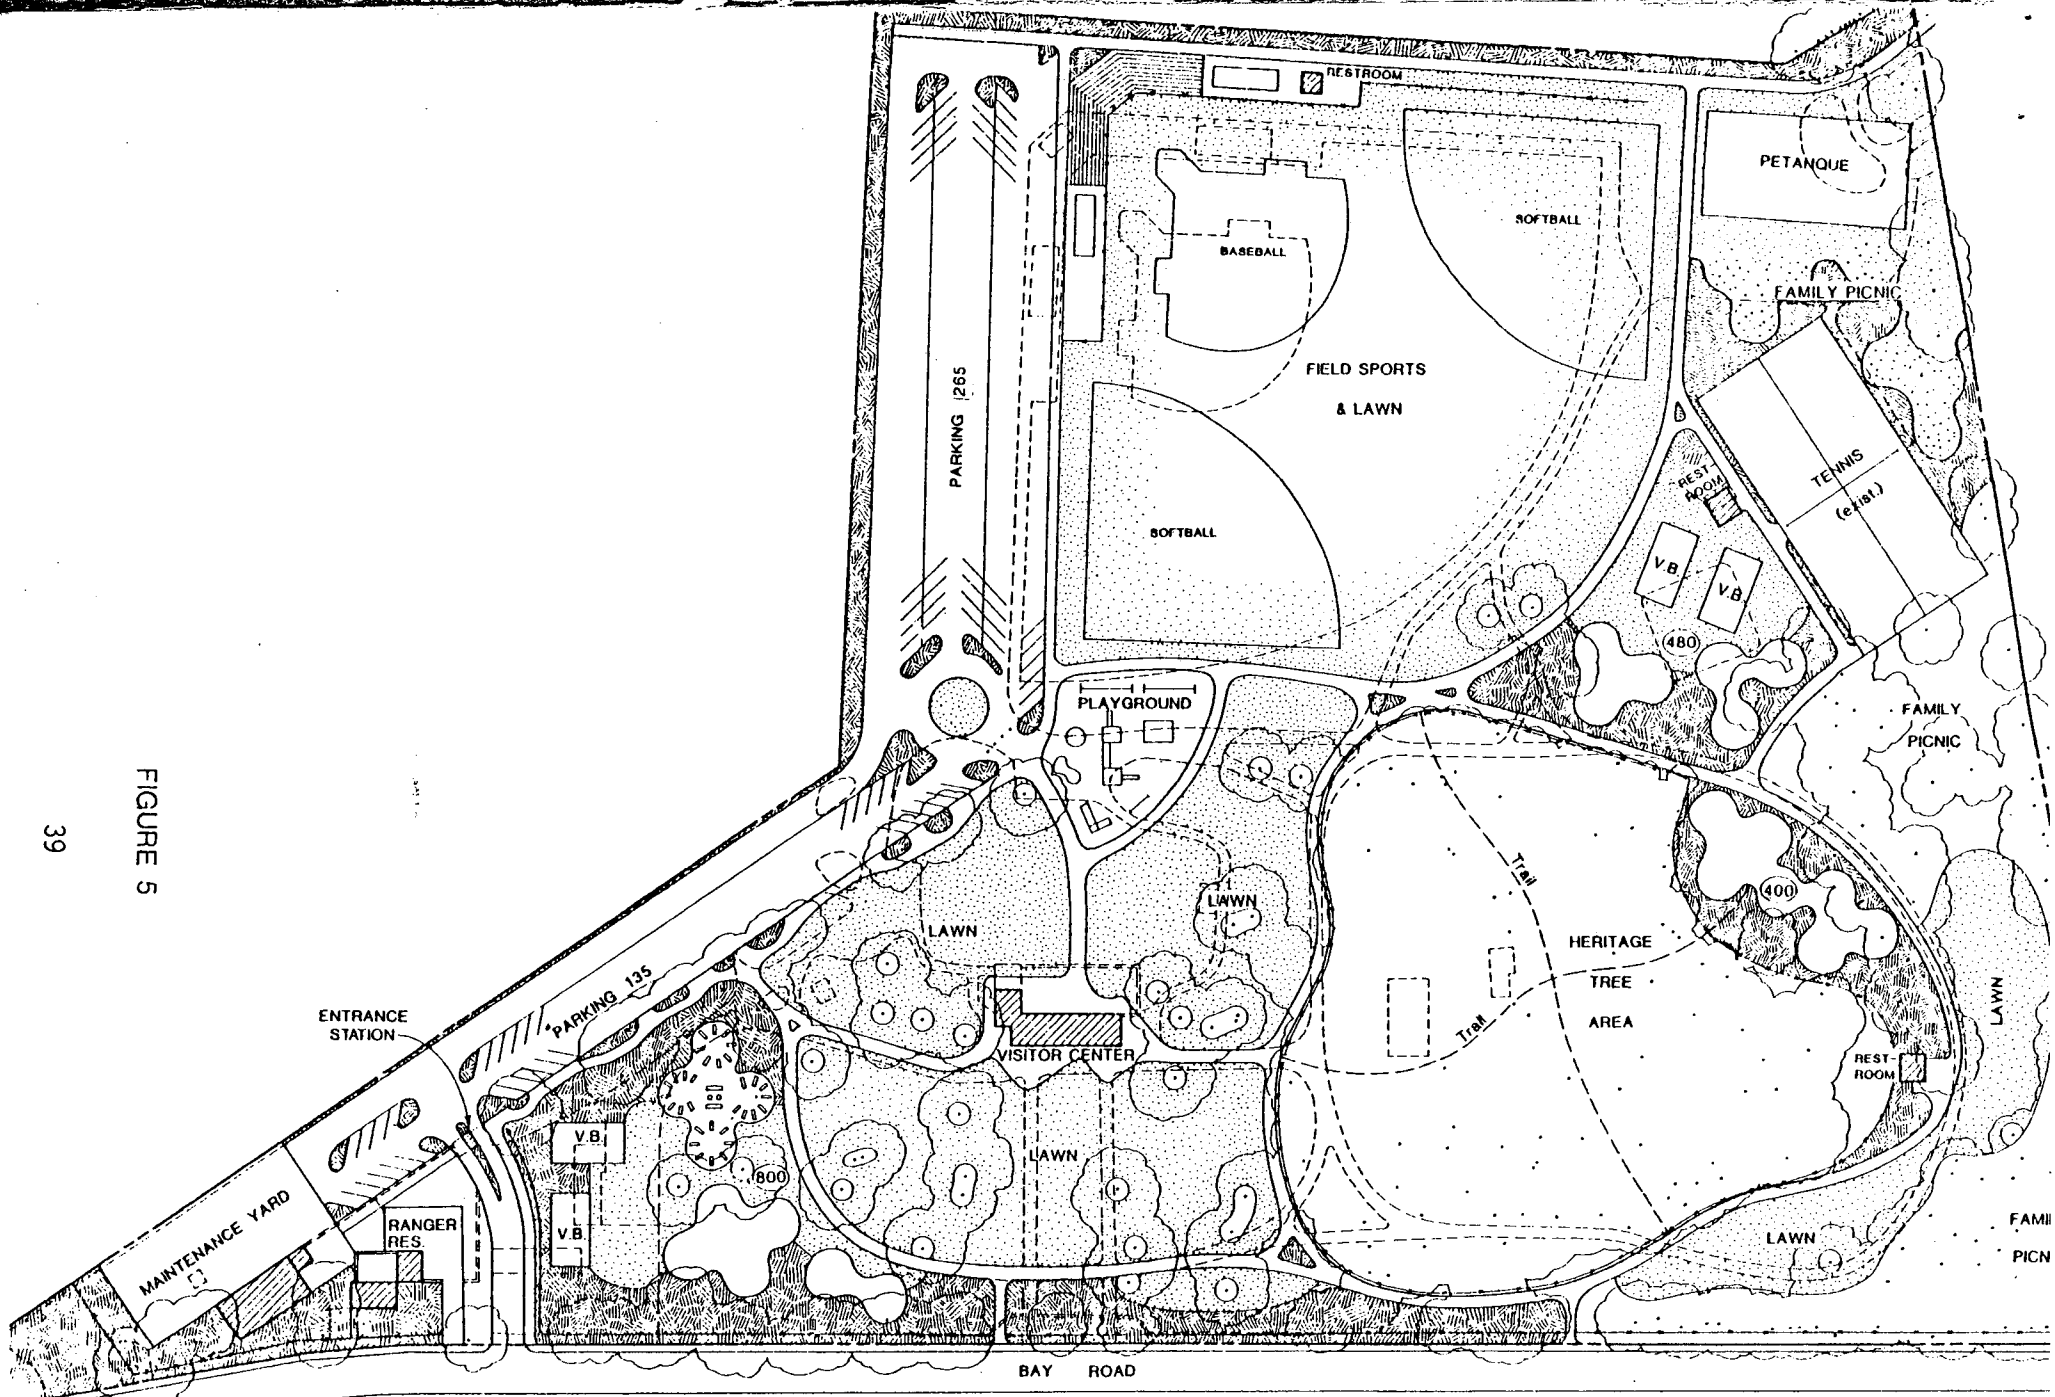 RESTROOM
PETANQUE
SOFTBALL
BASEBALL
FAMILY PICNIC
FIELD SPORTS
& LAWN
PARKING 265
TENNIS
(exist.)
REST
ROOM
SOFTBALL
V.B.
V.B.
480
PLAYGROUND
FAMILY
PICNIC
FIGURE 5
39
Trail
400
LAWN
LAWN
HERITAGE
TREE
AREA
LAWN
PARKING 135
ENTRANCE
STATION
Trail
VISITOR CENTER
REST-
ROOM
V.B.
LAWN
800
MAINTENANCE YARD
RANGER
RES.
V.B.
LAWN
FAMI
PICN
BAY ROAD